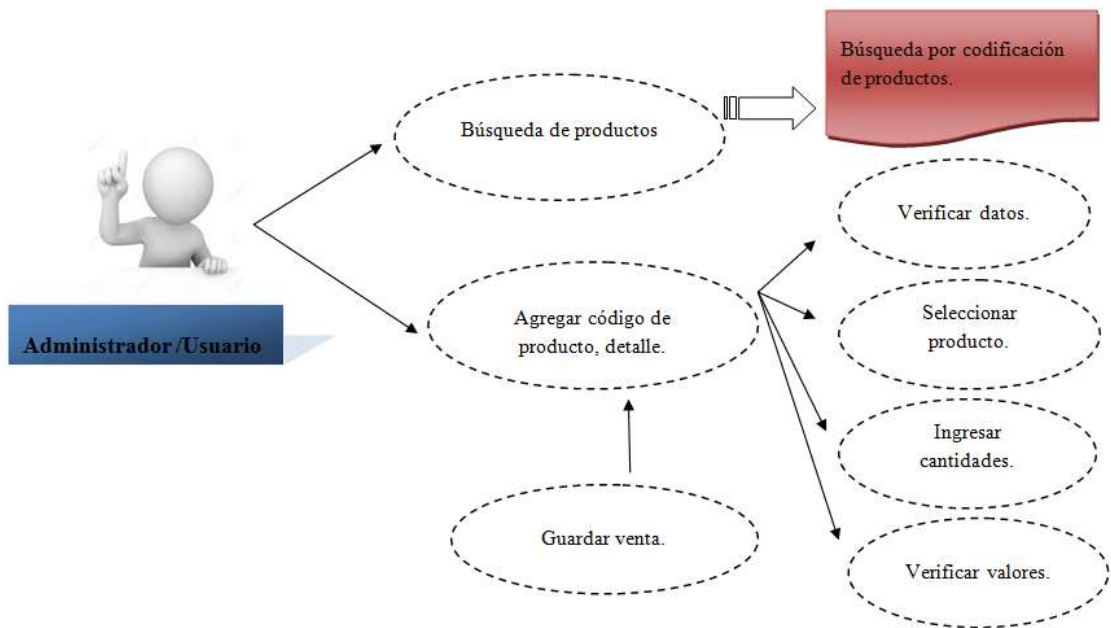 Búsqueda por codificación
de productos.
Búsqueda de productos
Verificar datos.
Administrador /Usuario
Agregar código de
producto, detalle.
Seleccionar
producto.
Ingresar
cantidades.
Guardar venta.
Verificar valores.